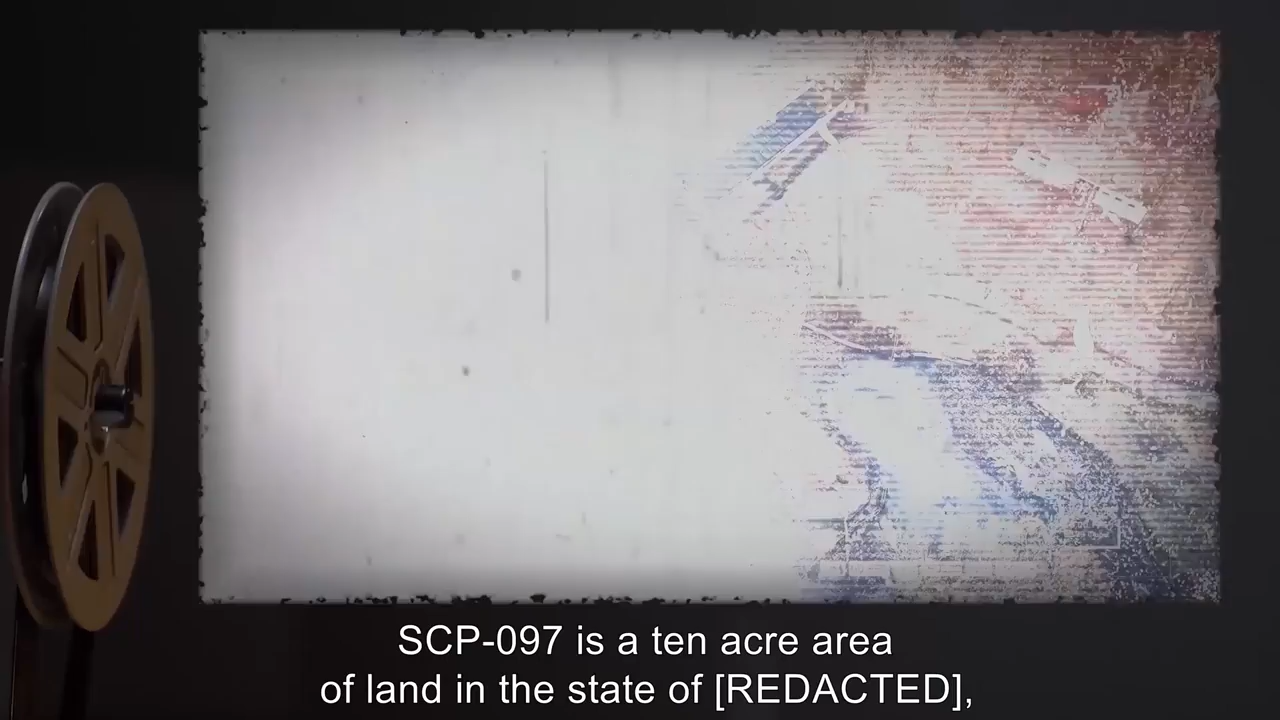 SCP-097 is a ten acre area
of land in the state of [REDACTED],